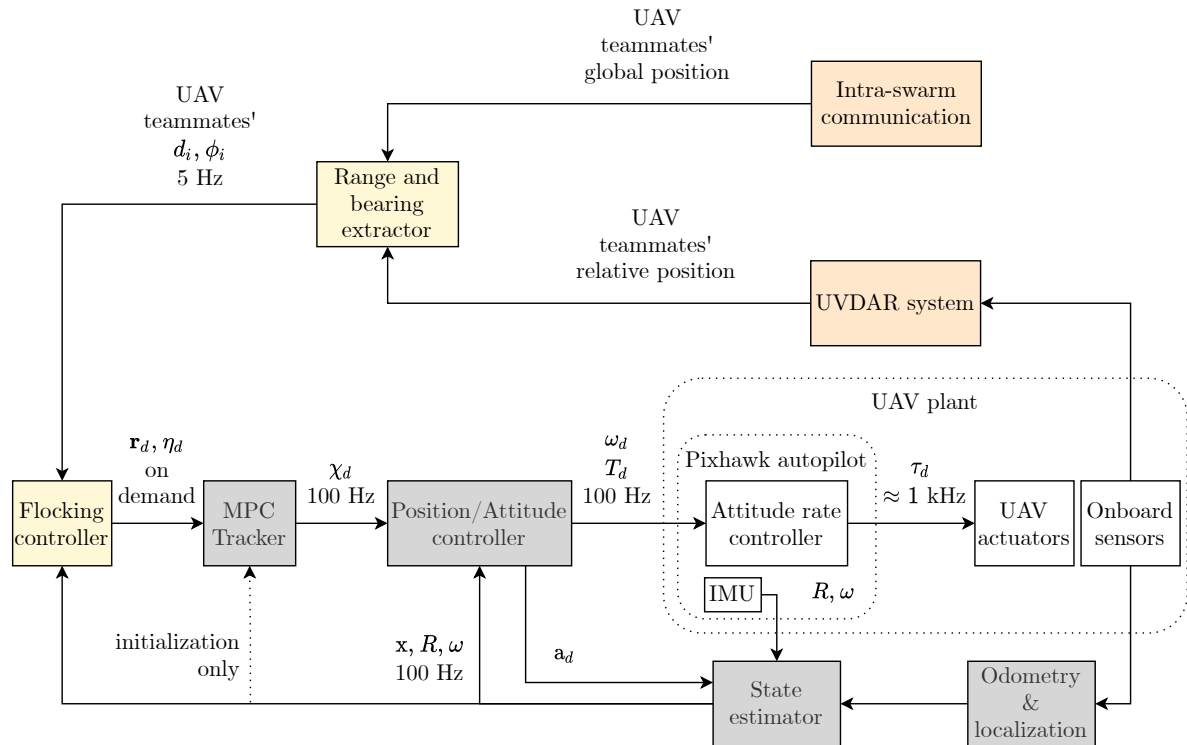 UAV
teammates'
global position
Intra-swarm
communication
UAV
teammates'
d_i, ϕ_i
5 Hz
Range and
bearing
extractor
UAV
teammates'
relative position
UVDAR system
UAV plant
r_d, η_d
on
demand
χ_d
100 Hz
ω_d
T_d
100 Hz
Pixhawk autopilot
τ_d
≈ 1 kHz
Flocking
controller
MPC
Tracker
Position/Attitude
controller
Attitude rate
controller
UAV
actuators
Onboard
sensors
IMU
R, ω
initialization
only
x, R, ω
100 Hz
a_d
State
estimator
Odometry
&
localization